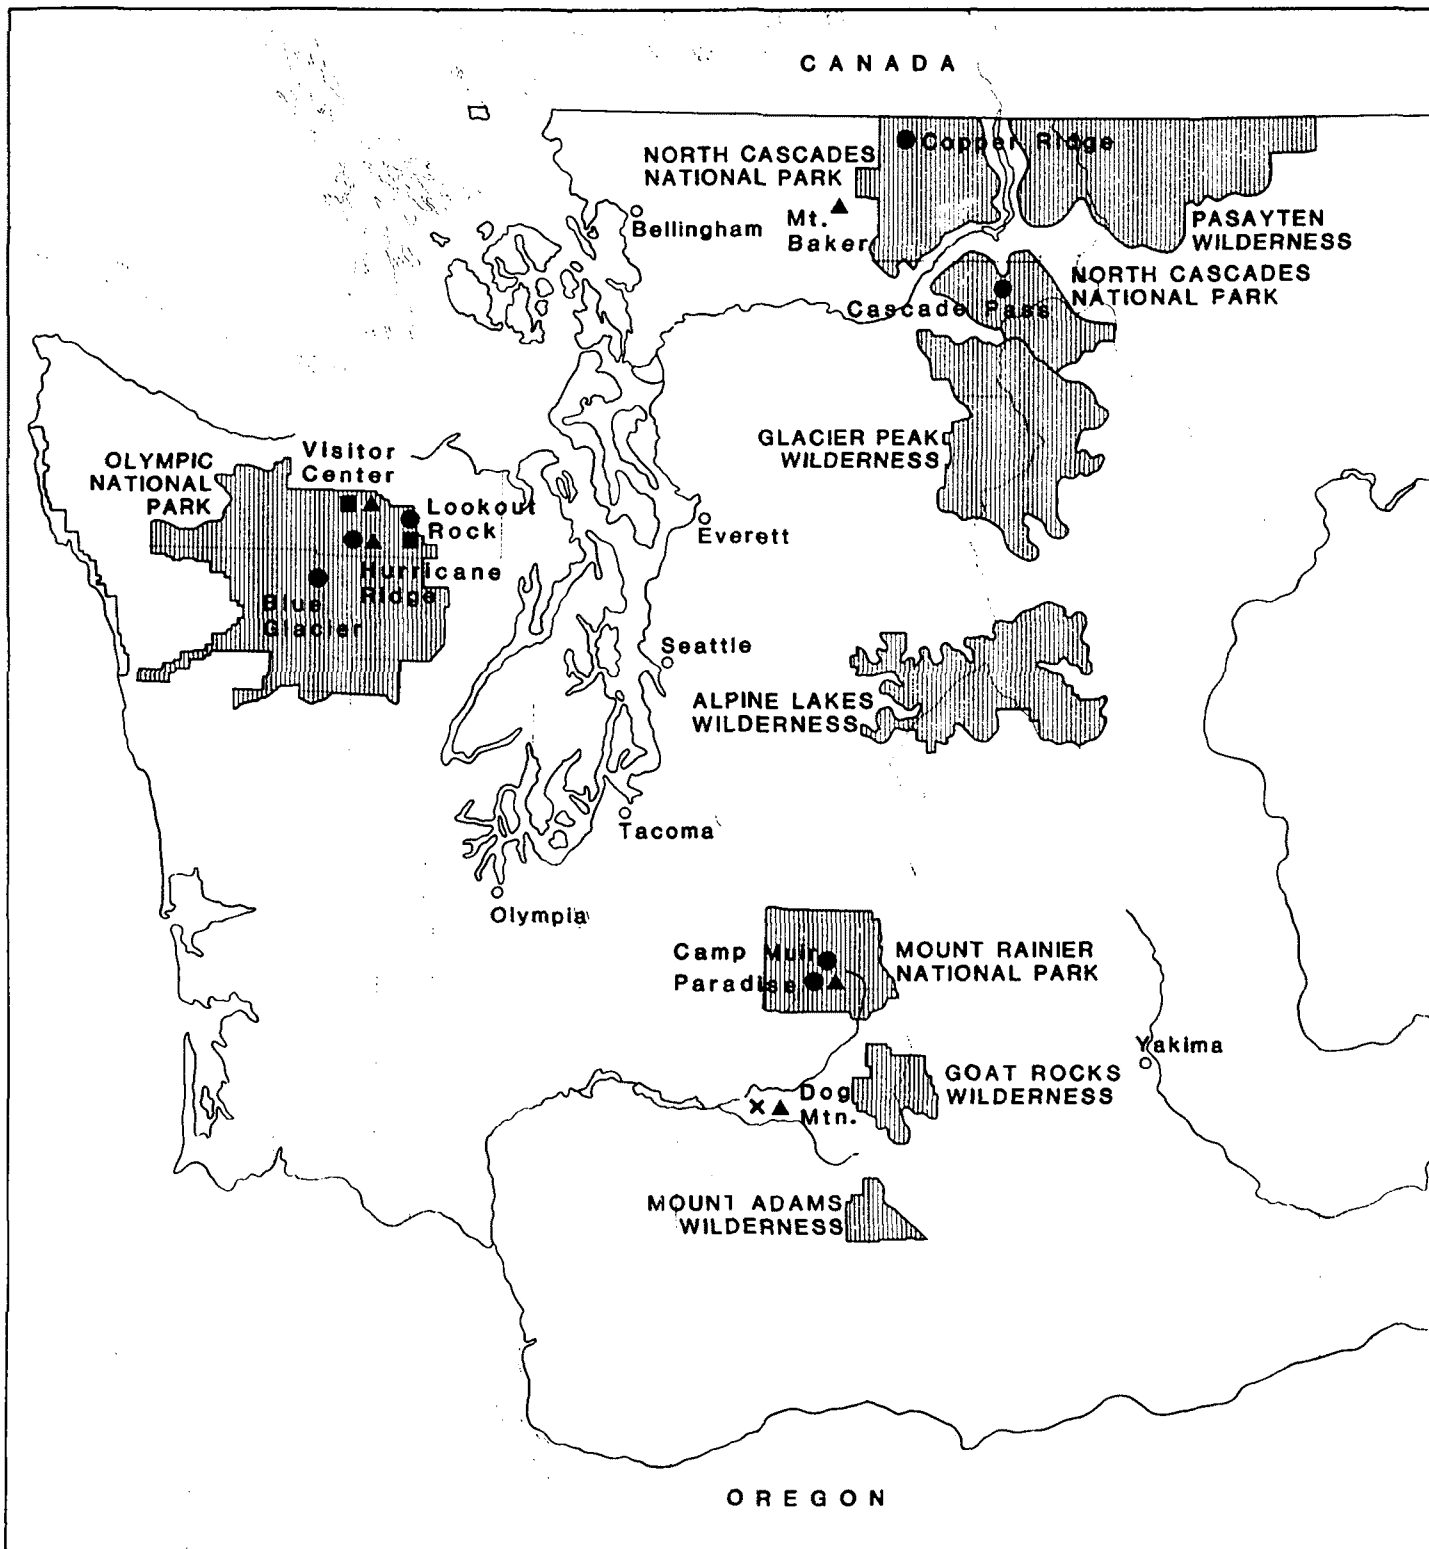 CANADA
Copper Ridge
NORTH CASCADES
NATIONAL PARK
Mt.
Baker
Bellingham
PASAYTEN
WILDERNESS
NORTH CASCADES
NATIONAL PARK
Cascade Pass
GLACIER PEAK
WILDERNESS
OLYMPIC
NATIONAL
PARK
Visitor
Center
Lookout
Rock
Hurricane
Ridge
Blue
Glacier
Everett
Seattle
ALPINE LAKES
WILDERNESS
Tacoma
Olympia
Camp Muir
Paradise
MOUNT RAINIER
NATIONAL PARK
Yakima
GOAT ROCKS
WILDERNESS
x
Dog
Mtn.
MOUNT ADAMS
WILDERNESS
OREGON